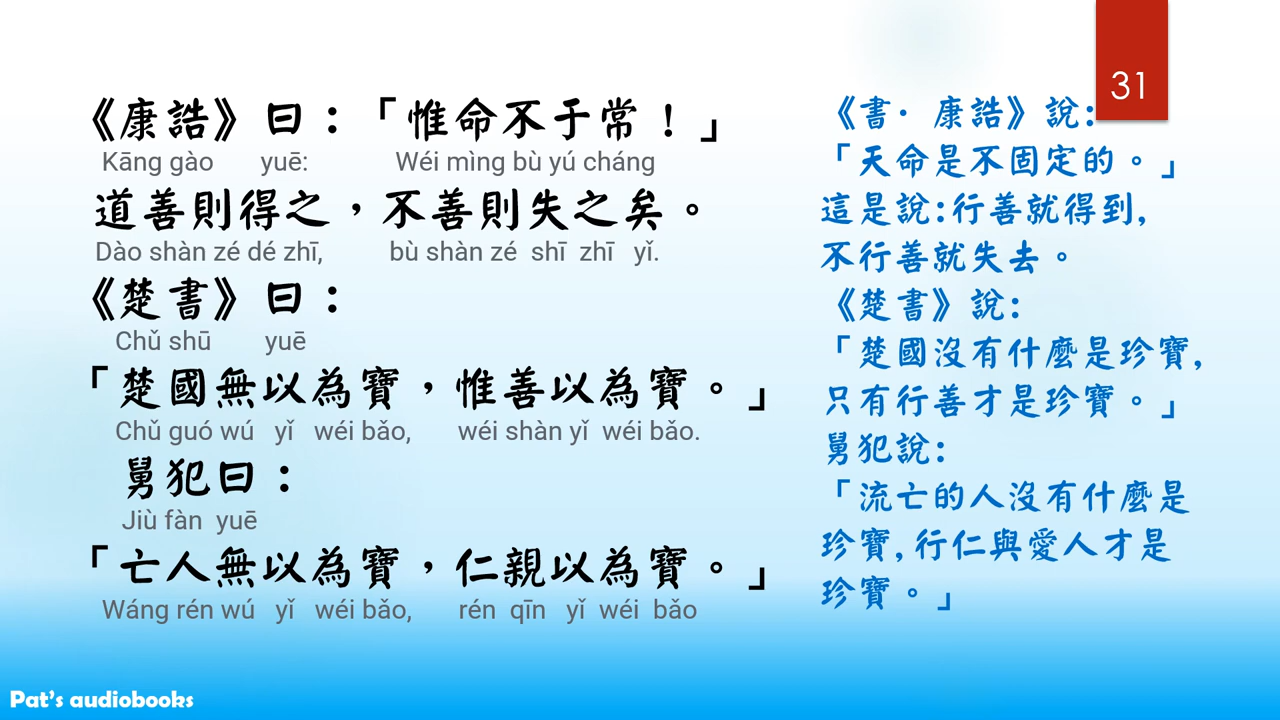 《康誥》曰：「惟命不于常！」
Kāng gào yuē: Wéi mìng bù yú cháng
道善則得之，不善則失之矣。
Dào shàn zé dé zhī, bù shàn zé shī zhī yǐ.
《楚書》曰：
Chǔ shū yuē
「楚國無以為寶，惟善以為寶。」
Chǔ guó wú yǐ wéi bǎo, wéi shàn yǐ wéi bǎo.
舅犯曰：
Jiù fàn yuē
「亡人無以為寶，仁親以為寶。」
Wáng rén wú yǐ wéi bǎo, rén qīn yǐ wéi bǎo
31
《書·康誥》說:
「天命是不固定的。」
這是說:行善就得到,
不行善就失去。
《楚書》說:
「楚國沒有什麼是珍寶,
只有行善才是珍寶。」
舅犯說:
「流亡的人沒有什麼是
珍寶,行仁與愛人才是
珍寶。」
Pat's audiobooks